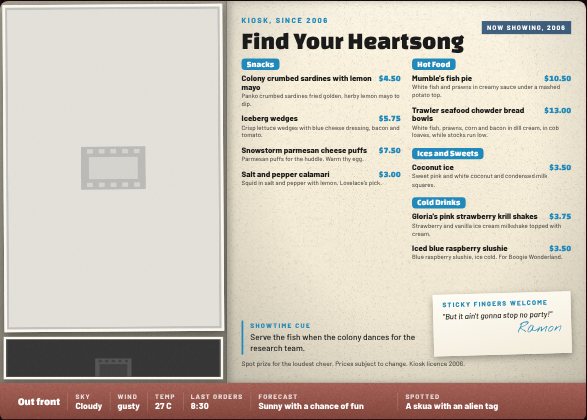 KIOSK, SINCE 2006
NOW SHOWING, 2006
Find Your Heartsong
Snacks
Colony crumbed sardines with lemon mayo $4.50
Panko crumbed sardines fried golden, herby lemon mayo to dip.
Iceberg wedges $5.75
Crisp lettuce wedges with blue cheese dressing, bacon and tomato.
Snowstorm parmesan cheese puffs $7.50
Parmesan puffs for the huddle. Warm thy egg.
Salt and pepper calamari $3.00
Squid in salt and pepper with lemon, Lovelace's pick.
Hot Food
Mumble's fish pie $10.50
White fish and prawns in creamy sauce under a mashed potato top.
Trawler seafood chowder bread bowls $13.00
White fish, prawns, corn and bacon in dill cream, in cob loaves, while stocks run low.
Ices and Sweets
Coconut ice $3.50
Sweet pink and white coconut and condensed milk squares.
Cold Drinks
Gloria's pink strawberry krill shakes $3.75
Strawberry and vanilla ice cream milkshake topped with cream.
Iced blue raspberry slushie $3.50
Blue raspberry slushie, ice cold. For Boogie Wonderland.
SHOWTIME CUE
Serve the fish when the colony dances for the research team.
STICKY FINGERS WELCOME
"But it ain't gonna stop no party!"
Ramon
Spot prize for the loudest cheer. Prices subject to change. Kiosk licence 2006.
Out front
SKY
Cloudy
WIND
gusty
TEMP
27 C
LAST ORDERS
8:30
FORECAST
Sunny with a chance of fun
SPOTTED
A skua with an alien tag